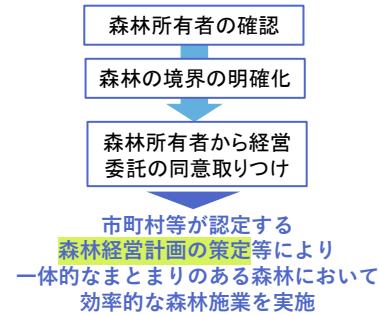 森林所有者の確認
森林の境界の明確化
森林所有者から経営
委託の同意取りつけ
市町村等が認定する
森林経営計画の策定等により
一体的なまとまりのある森林において
効率的な森林施業を実施